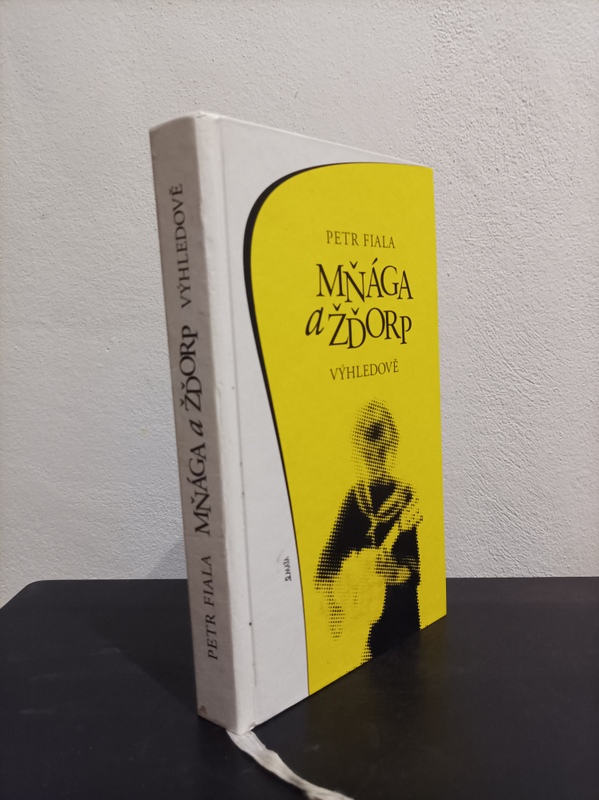 PETR FIALA MŇÁGA a ŽĎORP VÝHLEDOVĚ
PETR FIALA
MŇÁGA
a ŽĎORP
VÝHLEDOVĚ